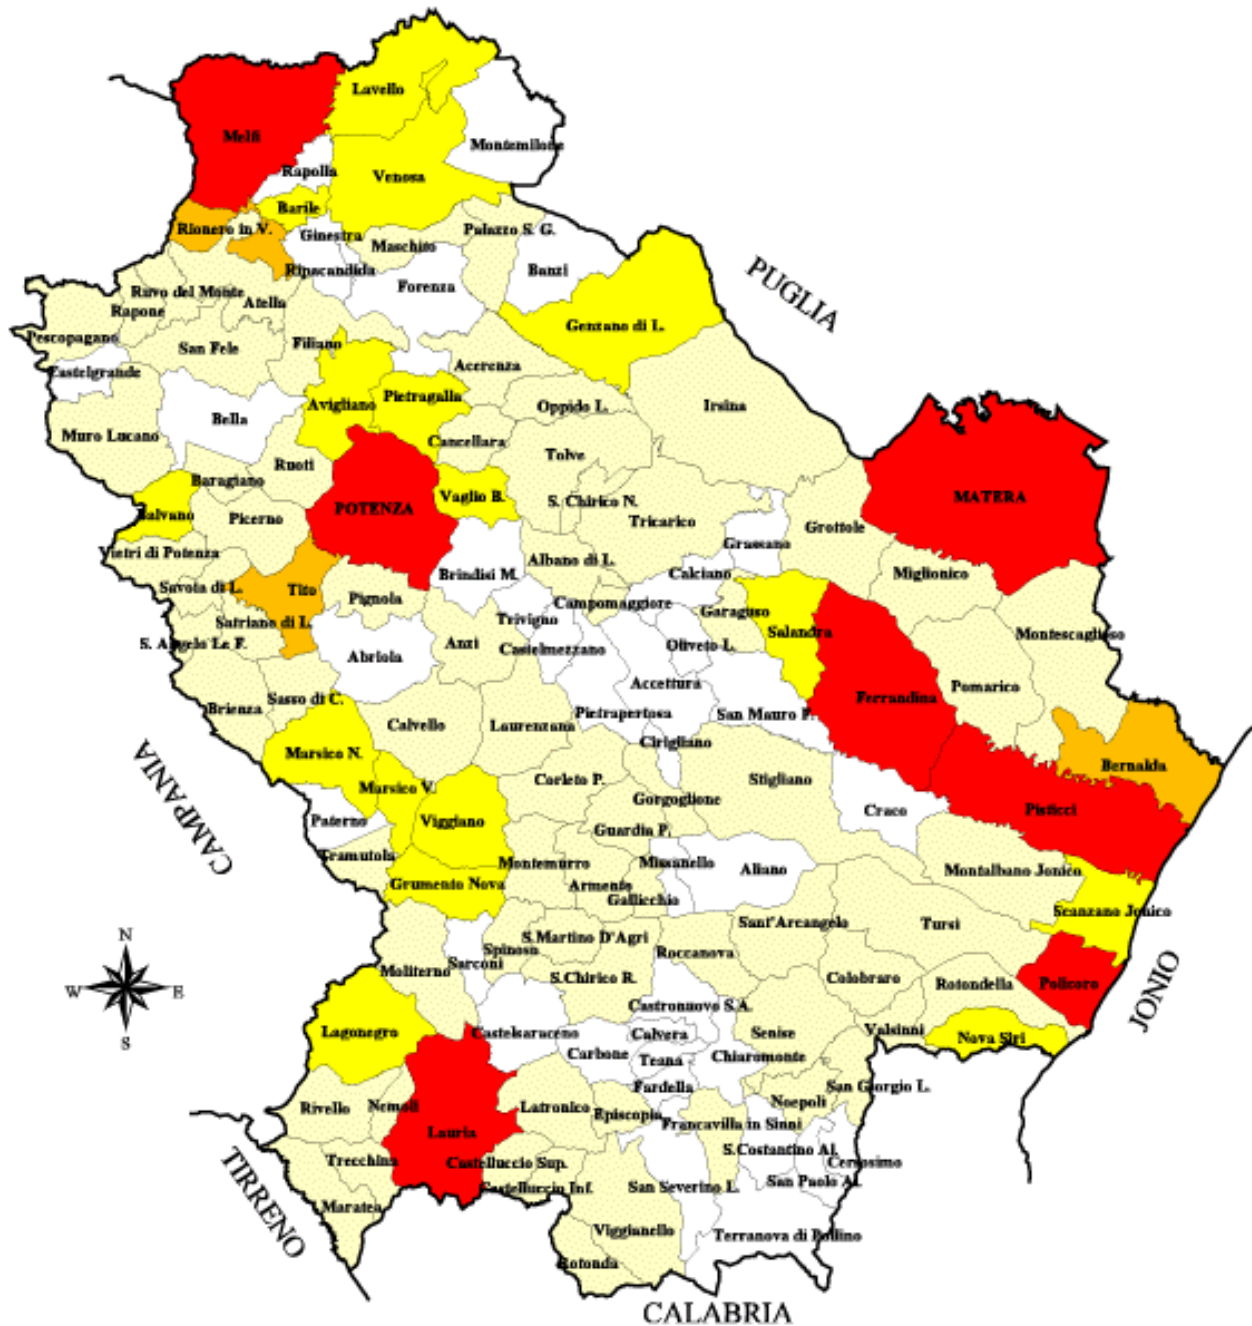 Lavello
Melfi
Montemilone
Rapolla
Venosa
Barile
Rionero in V.
Ginestra
Palazzo S. G.
Maschito
Ripacandida
Banzi
Forenza
PUGLIA
Ruvo del Monte
Atella
Rapone
Genzano di L.
Pescopagano
San Fele
Filiano
Castelgrande
Acerenza
Avigliano
Pietragalla
Oppido L.
Irsina
Bella
Muro Lucano
Cancellara
Tolve
Ruoti
Baragiano
Vaglio B.
S. Chirico N.
MATERA
POTENZA
Balvano
Picerno
Tricarico
Grottole
Grassano
Vietri di Potenza
Albano di L.
Brindisi M.
Calciano
Miglionico
Savoia di L.
Tito
Pignola
Campomaggiore
Garaguso
Satriano di L.
Trivigno
Salandra
Montescaglioso
S. Angelo Le F.
Abriola
Anzi
Castelmezzano
Oliveto L.
Accettura
Pomarico
Sasso di C.
Ferrandina
Brienza
Calvello
Laurenzana
Pietrapertosa
San Mauro F.
Cirigliano
Marsico N.
CAMPANIA
Corleto P.
Stigliano
Bernalda
Marsico V.
Gorgoglione
Pisticci
Paterno
Viggiano
Guardia P.
Craco
Tramutola
Montemurro
Missanello
Aliano
Montalbano Jonico
Grumento Nova
Armento
Gallicchio
Scanzano Jonico
Sant'Arcangelo
Tursi
S.Martino D'Agri
Spinoso
Roccanova
Sarconi
Moliterno
S.Chirico R.
Colobraro
Rotondella
Policoro
JONIO
N
W
E
S
Castronuovo S.A.
Lagonegro
Castelsaraceno
Calvera
Senise
Valsinni
Nova Siri
Carbone
Teana
Chiaromonte
Fardella
San Giorgio L.
Rivello
Nemoli
Latronico
Episcopia
Noepoli
Francavilla in Sinni
Lauria
S.Costantino Al.
Trecchina
Castelluccio Sup.
Cersosimo
TIRRENO
Castelluccio Inf.
San Severino L.
San Paolo Al.
Maratea
Viggianello
Terranova di Pollino
Rotonda
CALABRIA